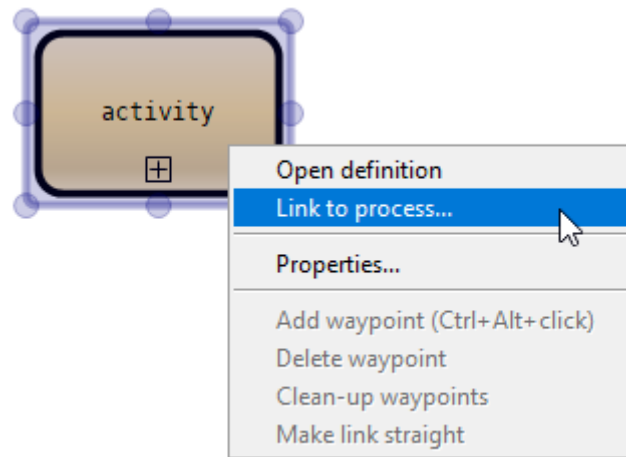 activity
Open definition
Link to process...
Properties...
Add waypoint (Ctrl+Alt+click)
Delete waypoint
Clean-up waypoints
Make link straight